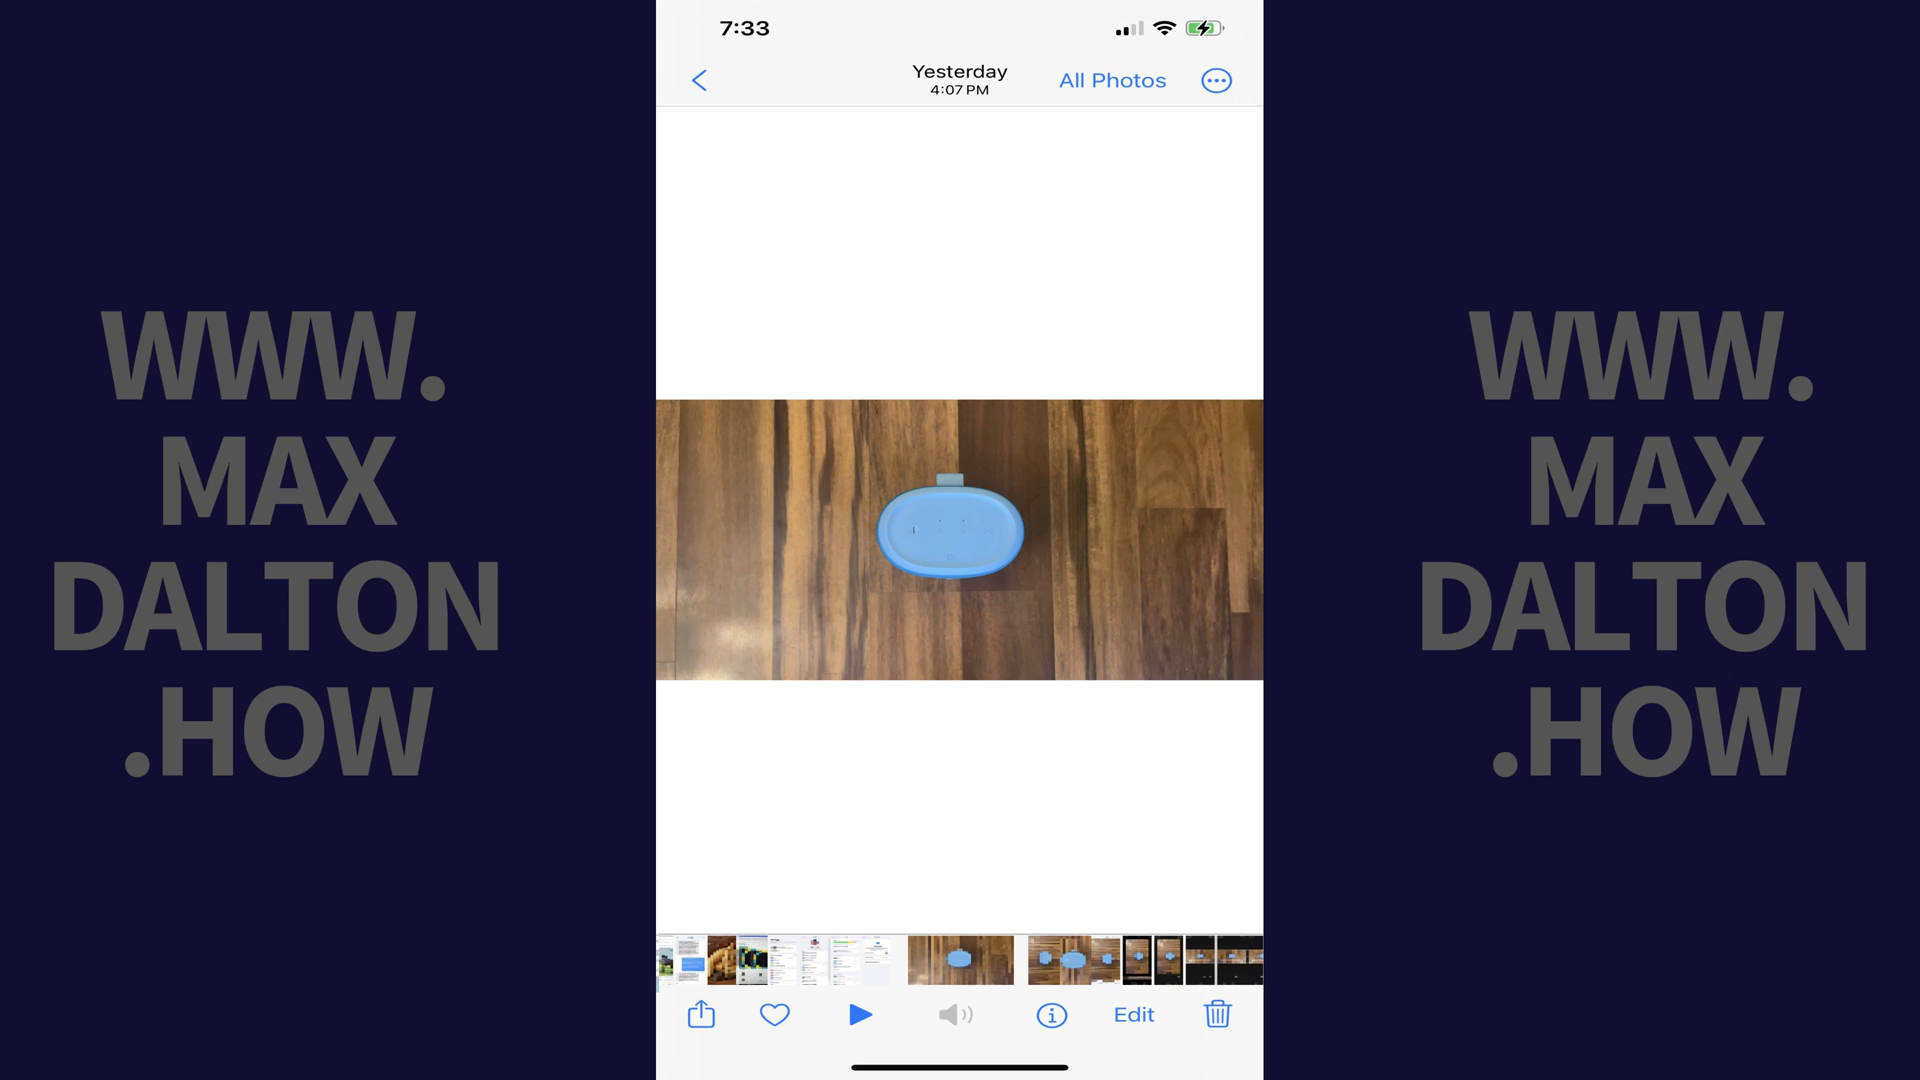 7:33
Yesterday
4:07 PM
All Photos
WWW.
MAX
DALTON
.HOW
WWW.
MAX
DALTON
.HOW
Edit